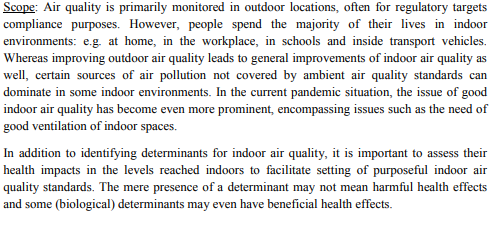 Scope: Air quality is primarily monitored in outdoor locations, often for regulatory targets
compliance purposes. However, people spend the majority of their lives in indoor
environments: e.g. at home, in the workplace, in schools and inside transport vehicles.
Whereas improving outdoor air quality leads to general improvements of indoor air quality as
well, certain sources of air pollution not covered by ambient air quality standards can
dominate in some indoor environments. In the current pandemic situation, the issue of good
indoor air quality has become even more prominent, encompassing issues such as the need of
good ventilation of indoor spaces.
In addition to identifying determinants for indoor air quality, it is important to assess their
health impacts in the levels reached indoors to facilitate setting of purposeful indoor air
quality standards. The mere presence of a determinant may not mean harmful health effects
and some (biological) determinants may even have beneficial health effects.